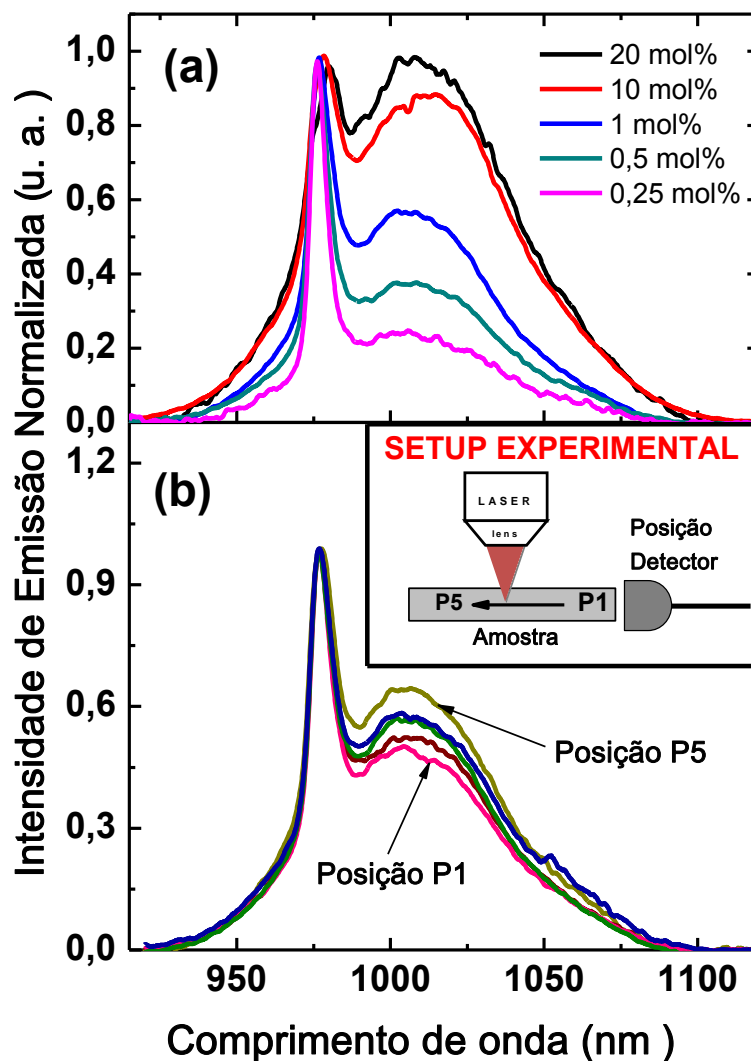 Intensidade de Emissão Normalizada (u. a. )
(a)
1,0
0,8
0,6
0,4
0,2
0,0
20 mol%
10 mol%
1 mol%
0,5 mol%
0,25 mol%
(b)
1,2
0,9
0,6
0,3
0,0
SETUP EXPERIMENTAL
LASER
lens
Posição
Detector
P5
P1
Amostra
Posição P5
Posição P1
950
1000
1050
1100
Comprimento de onda (nm )